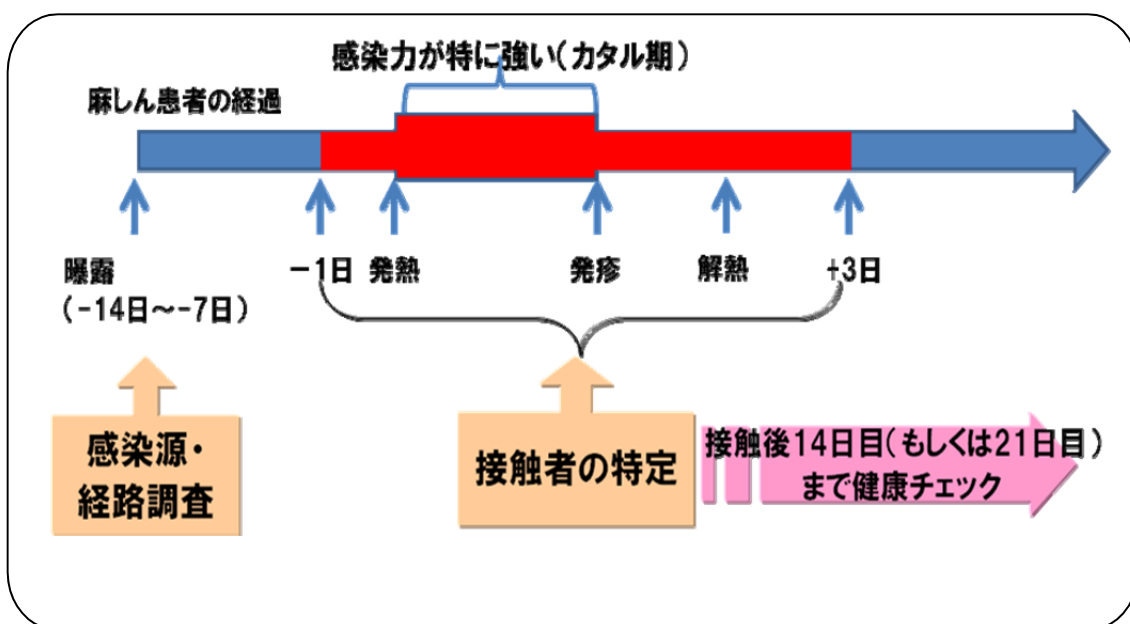 感染力が特に強い（カタル期）
麻しん患者の経過
曝露
（-14日～-7日）
－1日
発熱
発疹
解熱
+3日
感染源・
経路調査
接触者の特定
接触後14日目（もしくは21日目）
まで健康チェック